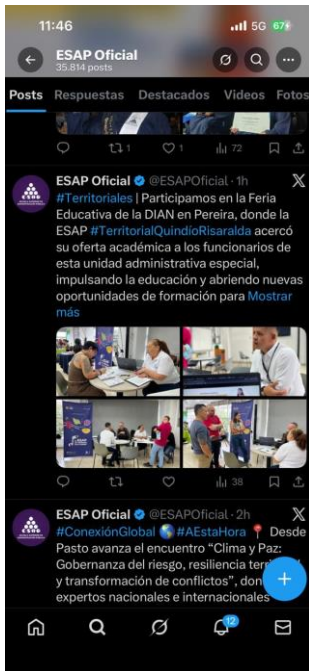 11:46
5G 67
ESAP Oficial
35.814 posts
Posts Respuestas Destacados Videos Fotos
1 1 72
ESAP Oficial @ESAPOficial · 1h
#Territoriales | Participamos en la Feria
Educativa de la DIAN en Pereira, donde la
ESAP #TerritorialQuindíoRisaralda acercó
su oferta académica a los funcionarios de
esta unidad administrativa especial,
impulsando la educación y abriendo nuevas
oportunidades de formación para Mostrar
más
38
ESAP Oficial @ESAPOficial · 2h
#ConexiónGlobal #AEstaHora Desde
Pasto avanza el encuentro “Clima y Paz:
Gobernanza del riesgo, resiliencia
y transformación de conflictos”,
expertos nacionales e internacionales
12